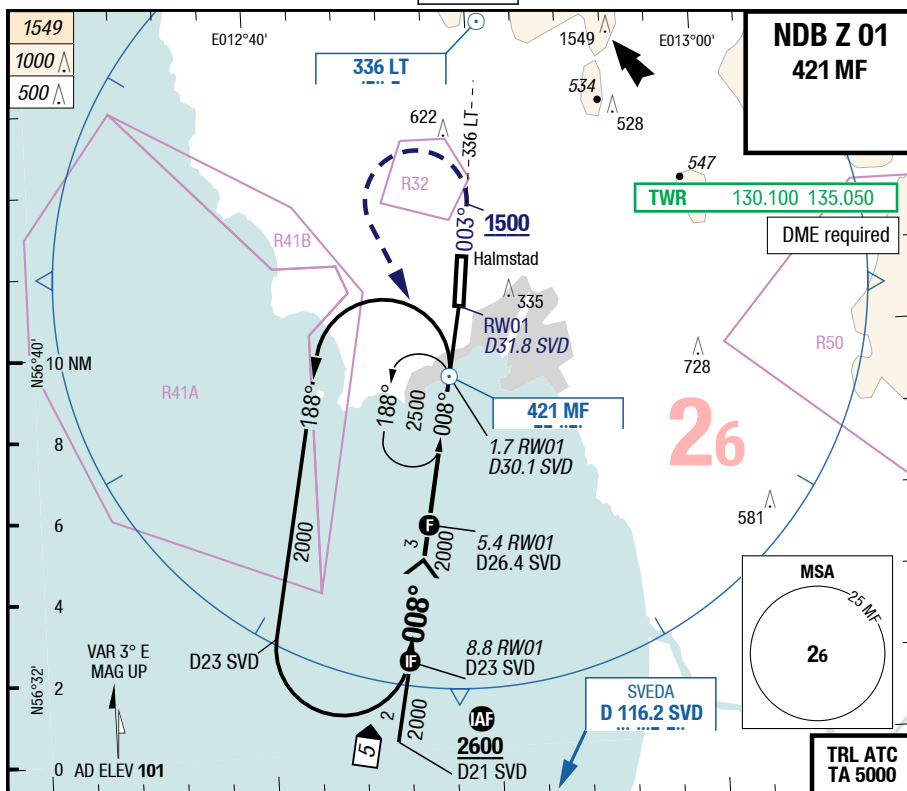 1549
1000
500
E012°40'
1549
E013°00'
NDB Z 01
421 MF
336 LT
534
528
622
336 LT
R32
547
TWR 130.100 135.050
003°
1500
DME required
R41B
Halmstad
335
RW01
D31.8 SVD
N56°40'
10 NM
R41A
728
R50
188°
188°
2500
008°
421 MF
26
8
1.7 RW01
D30.1 SVD
581
6
2000
F
3
2000
5.4 RW01
D26.4 SVD
MSA
25 MF
26
4
008°
VAR 3° E
MAG UP
D23 SVD
IF
8.8 RW01
D23 SVD
N56°32'
2
SVEDA
D 116.2 SVD
5
2
2000
IAF
2600
D21 SVD
0
AD ELEV 101
TRL ATC
TA 5000